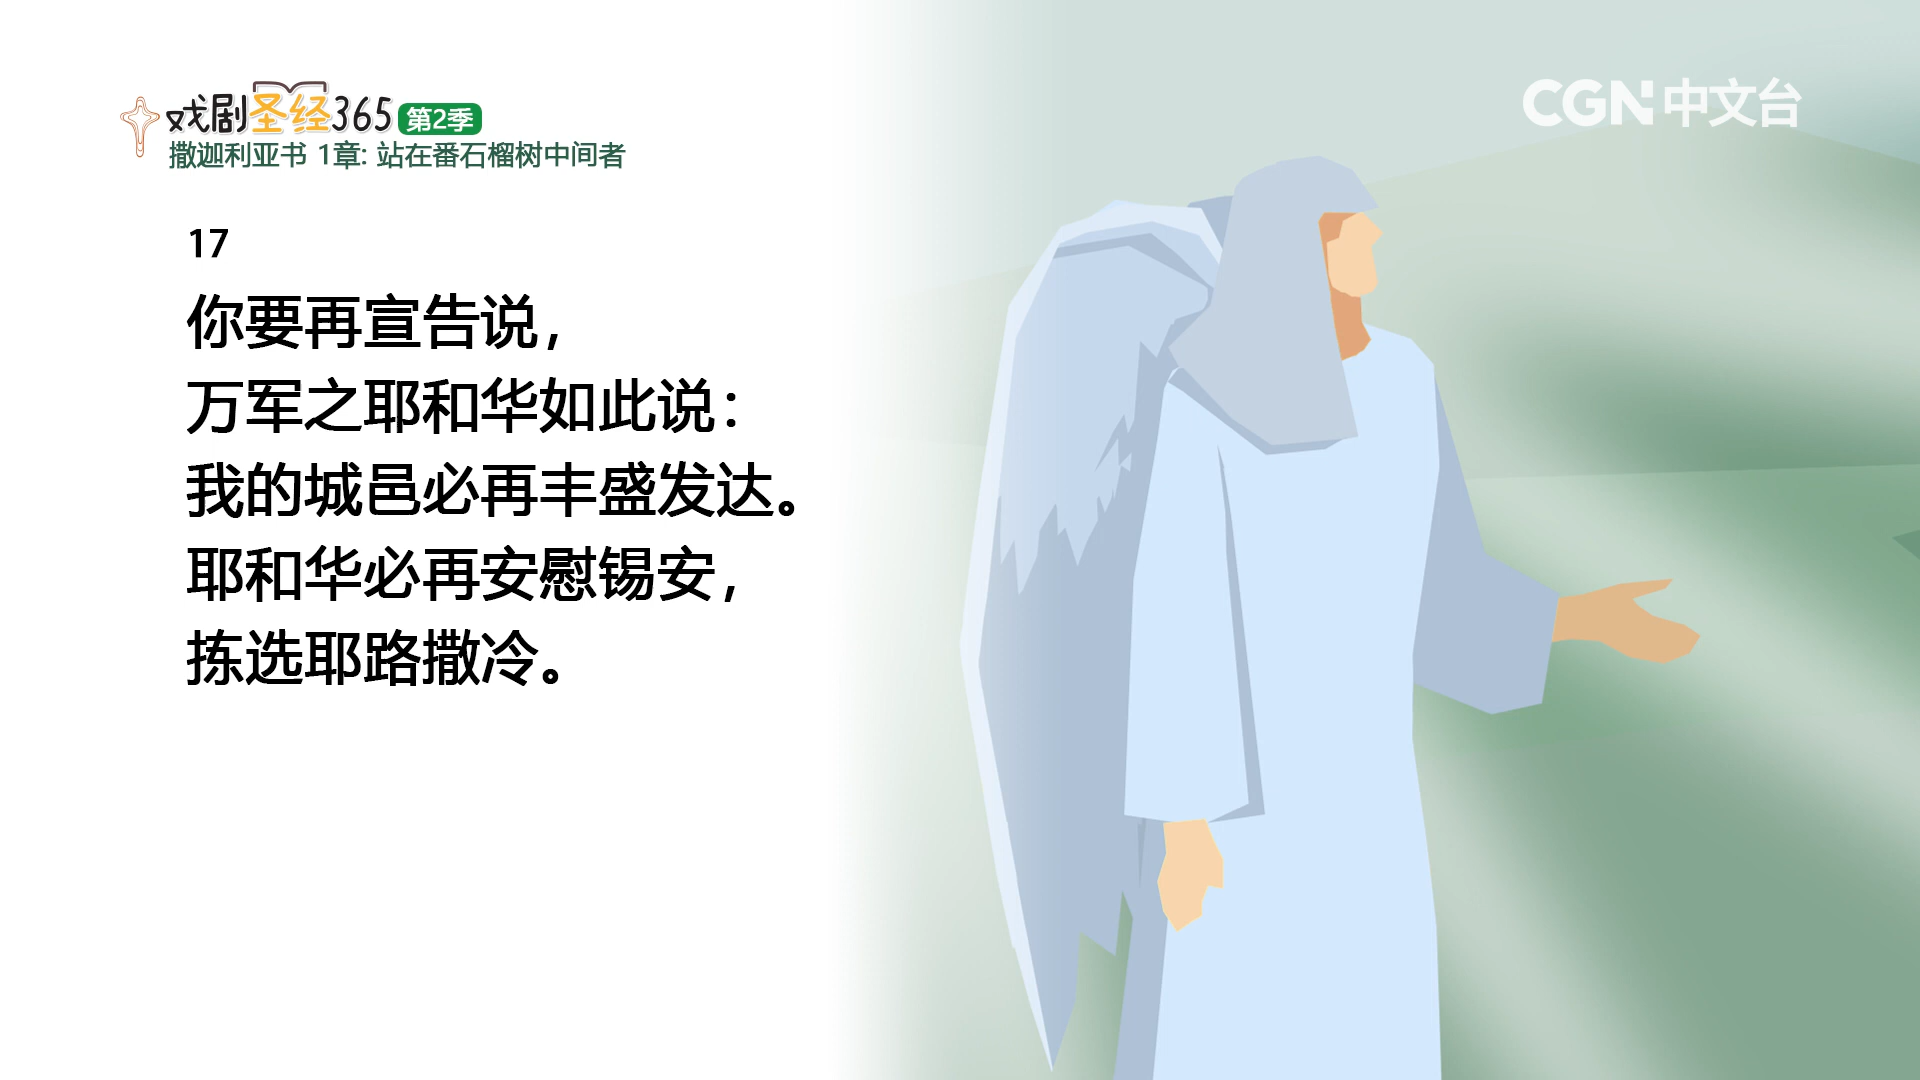 戏剧圣经365 第2季
撒迦利亚书 1章: 站在番石榴树中间者
CGN 中文台
17
你要再宣告说，
万军之耶和华如此说：
我的城邑必再丰盛发达。
耶和华必再安慰锡安，
拣选耶路撒冷。